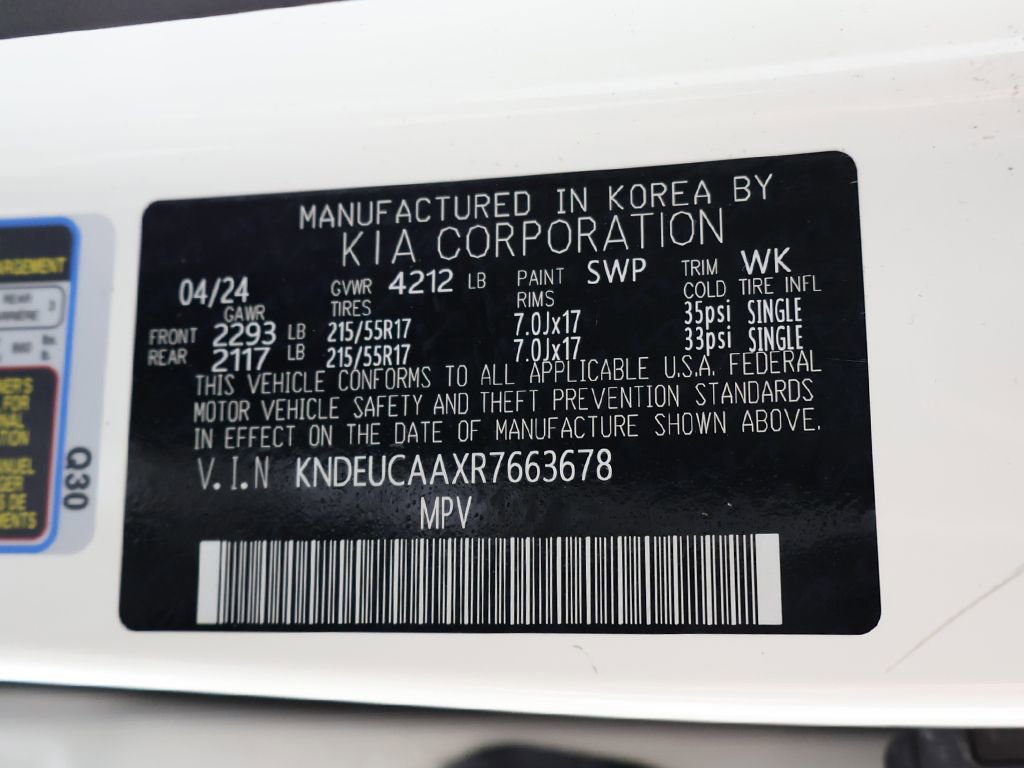 MANUFACTURED IN KOREA BY
KIA CORPORATION
04/24 GVWR 4212 LB PAINT SWP TRIM WK
GAWR TIRES RIMS COLD TIRE INFL
FRONT 2293 LB 215/55R17 7.0Jx17 35psi SINGLE
REAR 2117 LB 215/55R17 7.0Jx17 33psi SINGLE
THIS VEHICLE CONFORMS TO ALL APPLICABLE U.S.A. FEDERAL
MOTOR VEHICLE SAFETY AND THEFT PREVENTION STANDARDS
IN EFFECT ON THE DATE OF MANUFACTURE SHOWN ABOVE.
V.I.N KNDEUCAAXR7663678
MPV
REAR
3
Q30